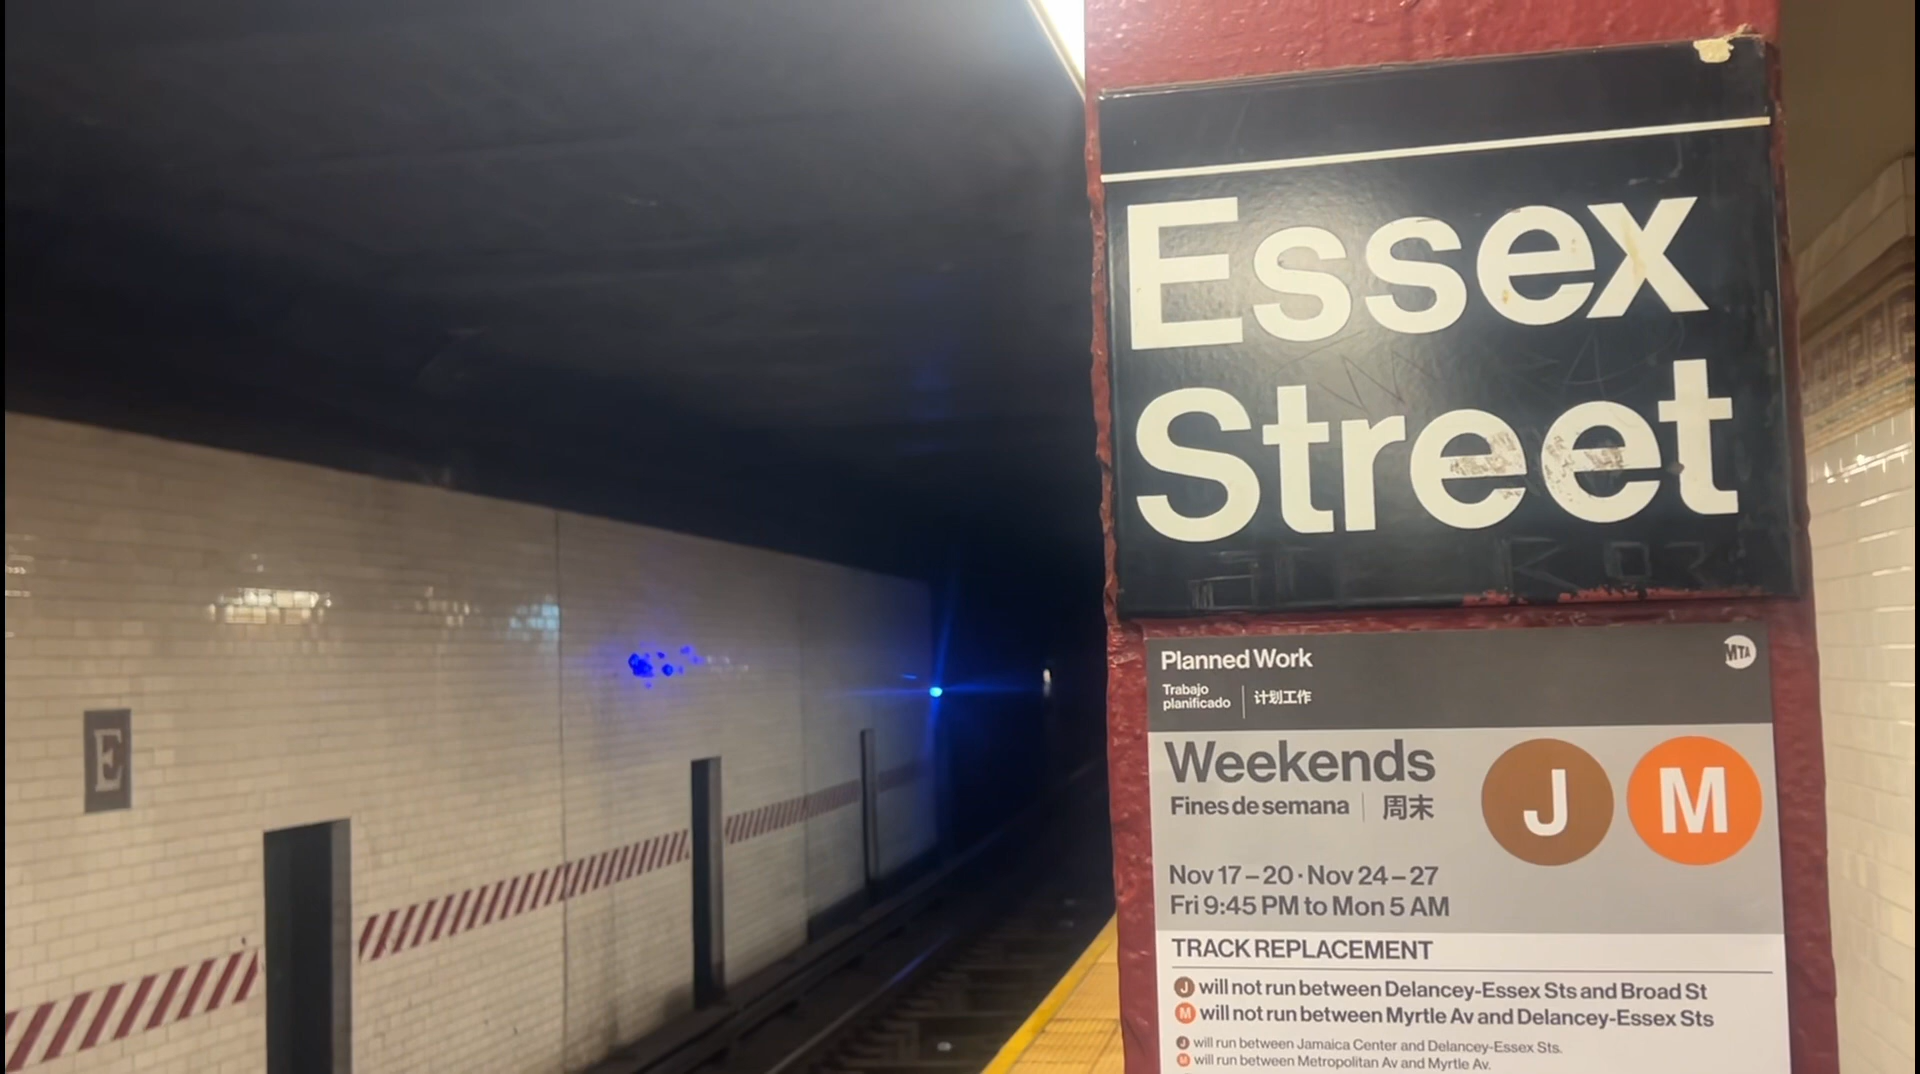 Essex
Street
Planned Work
MTA
Trabajo
planificado
计划工作
Weekends
Fines de semana
周末
J
M
Nov 17 – 20 · Nov 24 – 27
Fri 9:45 PM to Mon 5 AM
TRACK REPLACEMENT
J will not run between Delancey-Essex Sts and Broad St
M will not run between Myrtle Av and Delancey-Essex Sts
J will run between Jamaica Center and Delancey-Essex Sts.
M will run between Metropolitan Av and Myrtle Av.
E